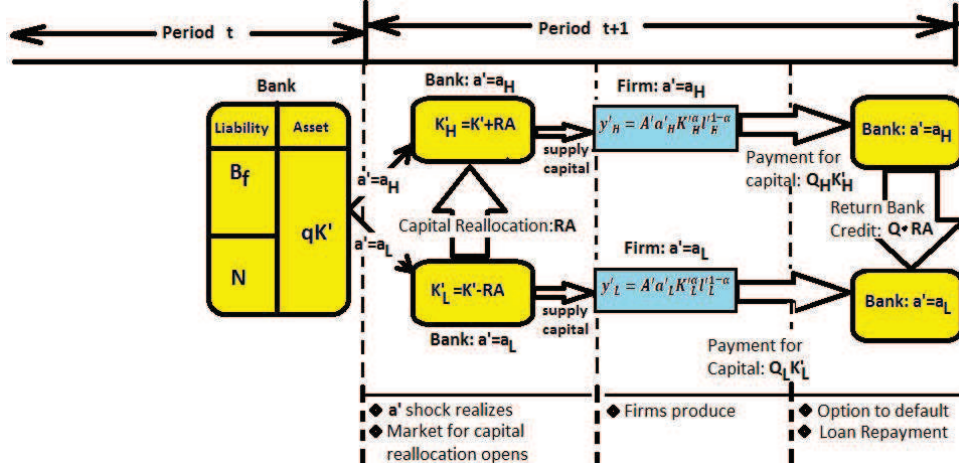 Period t
Period t+1
Bank
Liability
Asset
B_f
N
qK'
a'=a_H
a'=a_L
Bank: a'=a_H
K'_H =K'+RA
Capital Reallocation:RA
K'_L =K'-RA
Bank: a'=a_L
supply
capital
supply
capital
Firm: a'=a_H
y'_H = A'a'_H K'^α_H l'^{1-α}_H
Firm: a'=a_L
y'_L = A'a'_L K'^α_L l'^{1-α}_L
Payment for
capital: Q_H K'_H
Payment for
Capital: Q_L K'_L
Bank: a'=a_H
Return Bank
Credit: Q•RA
Bank: a'=a_L
❖ a' shock realizes
❖ Market for capital
reallocation opens
❖ Firms produce
❖ Option to default
❖ Loan Repayment